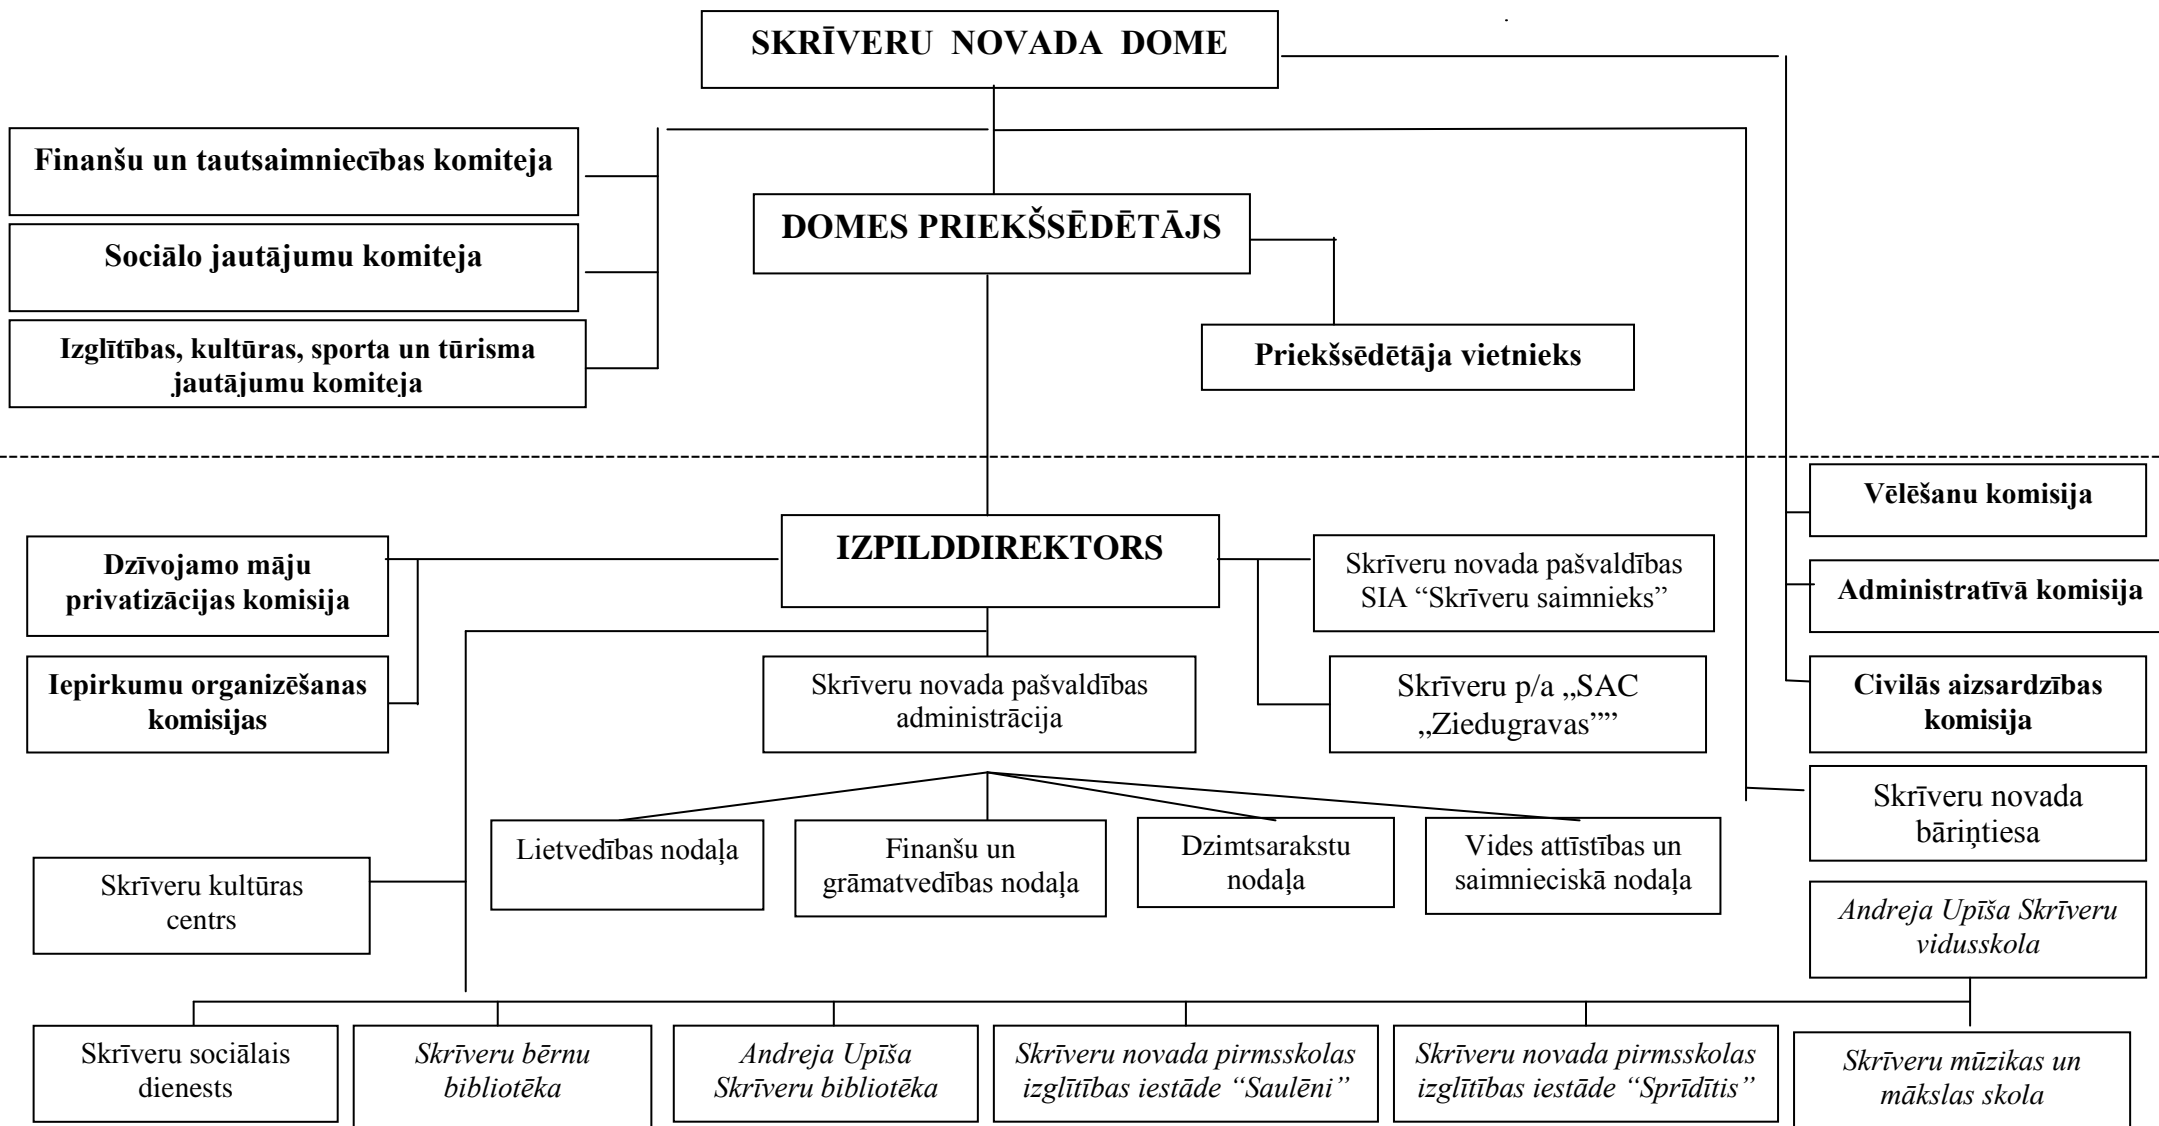 SKRĪVERU NOVADA DOME
Finanšu un tautsaimniecības komiteja
Sociālo jautājumu komiteja
Izglītības, kultūras, sporta un tūrisma
jautājumu komiteja
DOMES PRIEKŠSĒDĒTĀJS
Priekšsēdētāja vietnieks
Vēlēšanu komisija
Administratīvā komisija
Civilās aizsardzības
komisija
Skrīveru novada
bāriņtiesa
Dzīvojamo māju
privatizācijas komisija
Iepirkumu organizēšanas
komisijas
IZPILDDIREKTORS
Skrīveru novada pašvaldības
SIA “Skrīveru saimnieks”
Skrīveru novada pašvaldības
administrācija
Skrīveru p/a „SAC
„Ziedugravas””
Lietvedības nodaļa
Finanšu un
grāmatvedības nodaļa
Dzimtsarakstu
nodaļa
Vides attīstības un
saimnieciskā nodaļa
Skrīveru kultūras
centrs
Andreja Upīša Skrīveru
vidusskola
Skrīveru sociālais
dienests
Skrīveru bērnu
bibliotēka
Andreja Upīša
Skrīveru bibliotēka
Skrīveru novada pirmsskolas
izglītības iestāde “Saulēni”
Skrīveru novada pirmsskolas
izglītības iestāde “Sprīdītis”
Skrīveru mūzikas un
mākslas skola